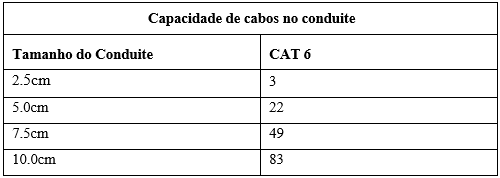 Capacidade de cabos no conduite
Tamanho do Conduite CAT 6
2.5cm 3
5.0cm 22
7.5cm 49
10.0cm 83